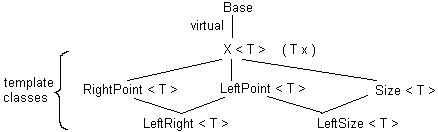 Base
virtual
X < T > ( T x )
template
classes
RightPoint < T > LeftPoint < T > Size < T >
LeftRight < T > LeftSize < T >